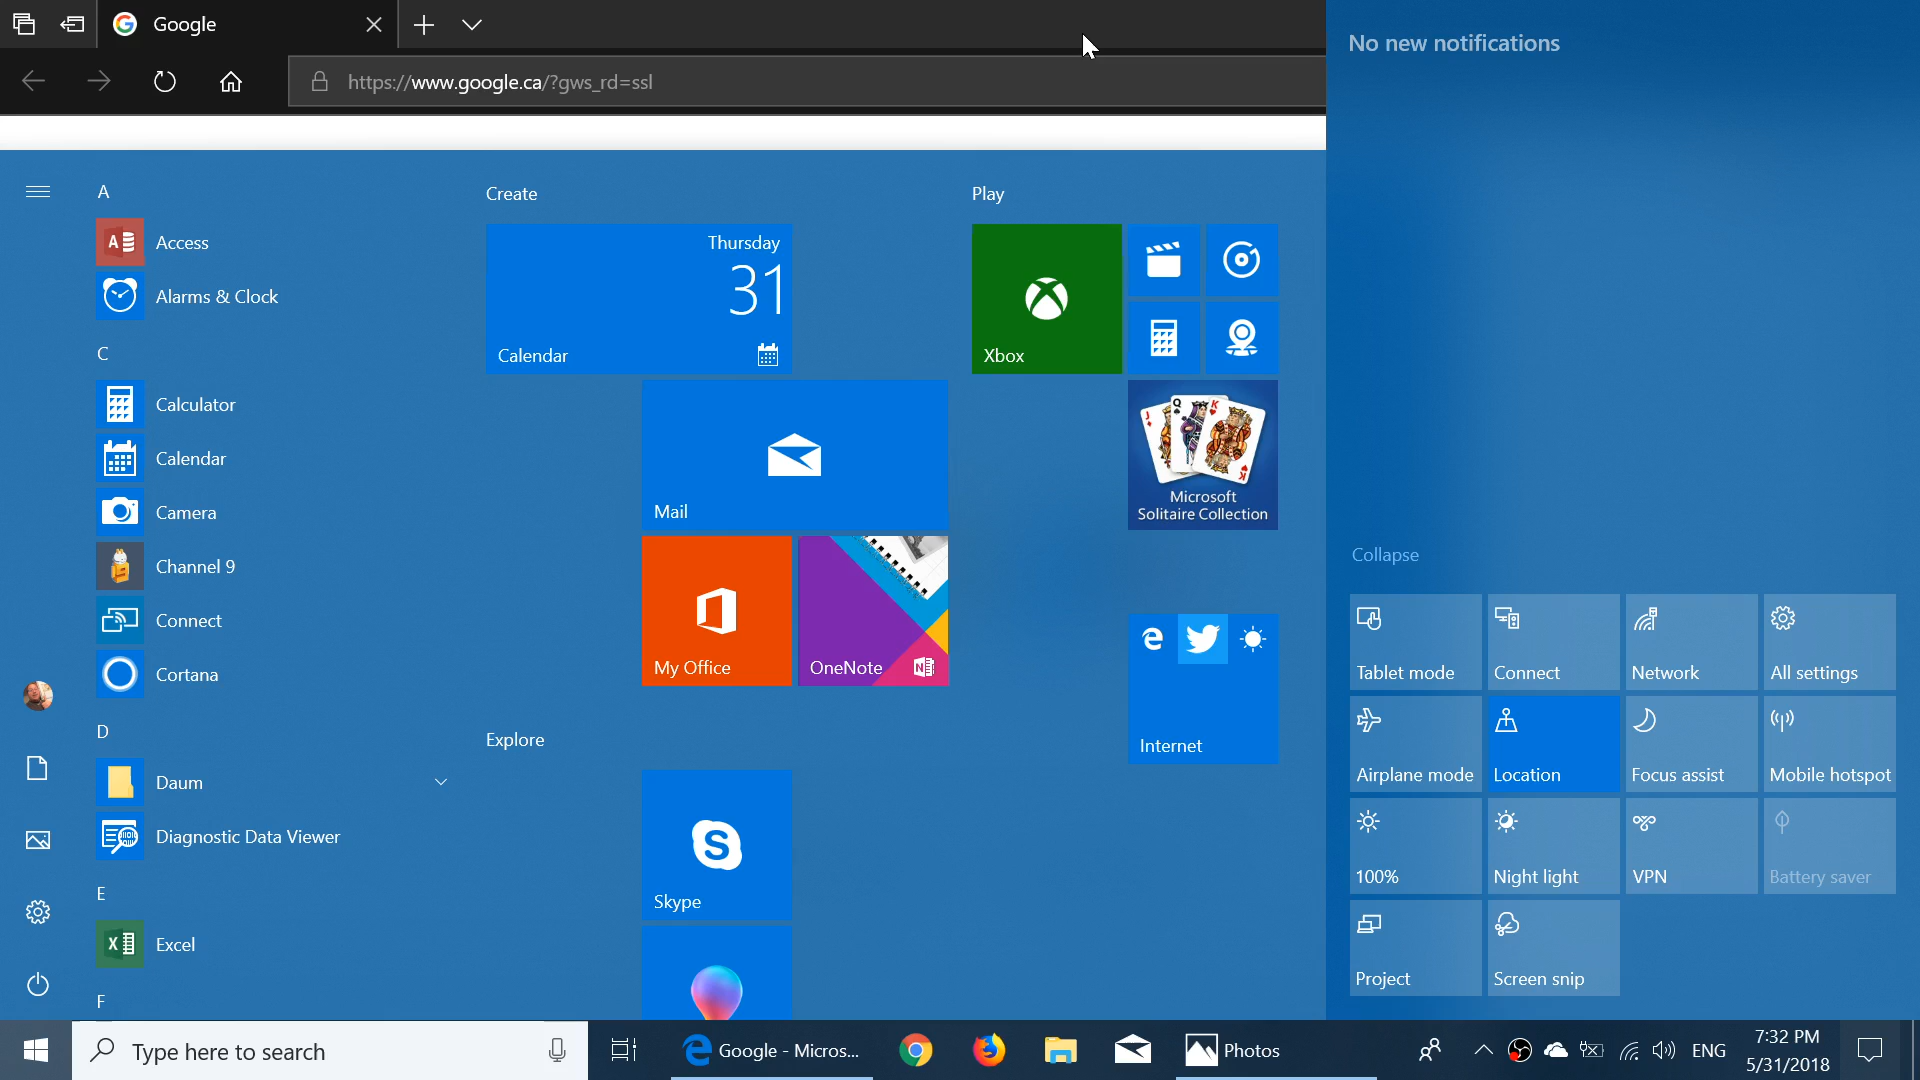 Google
https://www.google.ca/?gws_rd=ssl
No new notifications
A
Access
Alarms & Clock
C
Calculator
Calendar
Camera
Channel 9
Connect
Cortana
D
Daum
Diagnostic Data Viewer
E
Excel
F
Create
Thursday
31
Calendar
Mail
My Office
OneNote
Explore
Skype
Play
Xbox
Microsoft
Solitaire Collection
Internet
Collapse
Tablet mode
Connect
Network
All settings
Airplane mode
Location
Focus assist
Mobile hotspot
100%
Night light
VPN
Battery saver
Project
Screen snip
Type here to search
Google - Micros...
Photos
ENG
7:32 PM
5/31/2018